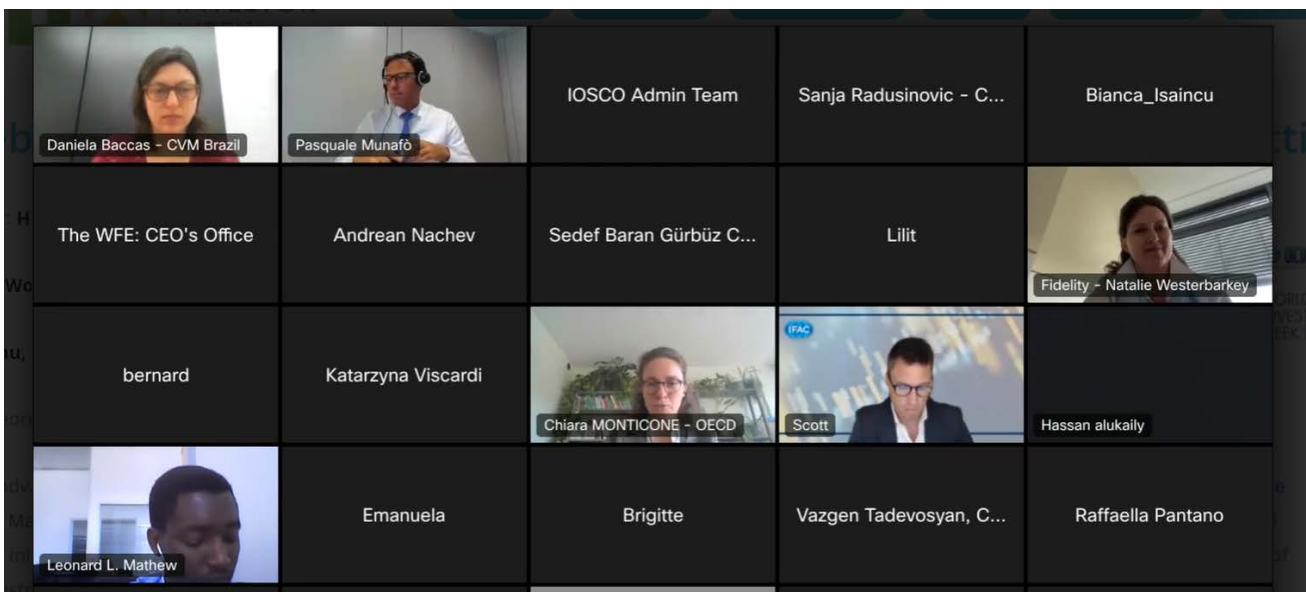 Daniela Baccas - CVM Brazil
Pasquale Munafò
IOSCO Admin Team
Sanja Radusinovic - C...
Bianca_Isaincu
The WFE: CEO's Office
Andrean Nachev
Sedef Baran Gürbüz C...
Lilit
Fidelity - Natalie Westerbarkey
bernard
Katarzyna Viscardi
Chiara MONTICONE - OECD
IFAC
Scott
Hassan alukaily
Leonard L. Mathew
Emanuela
Brigitte
Vazgen Tadevosyan, C...
Raffaella Pantano